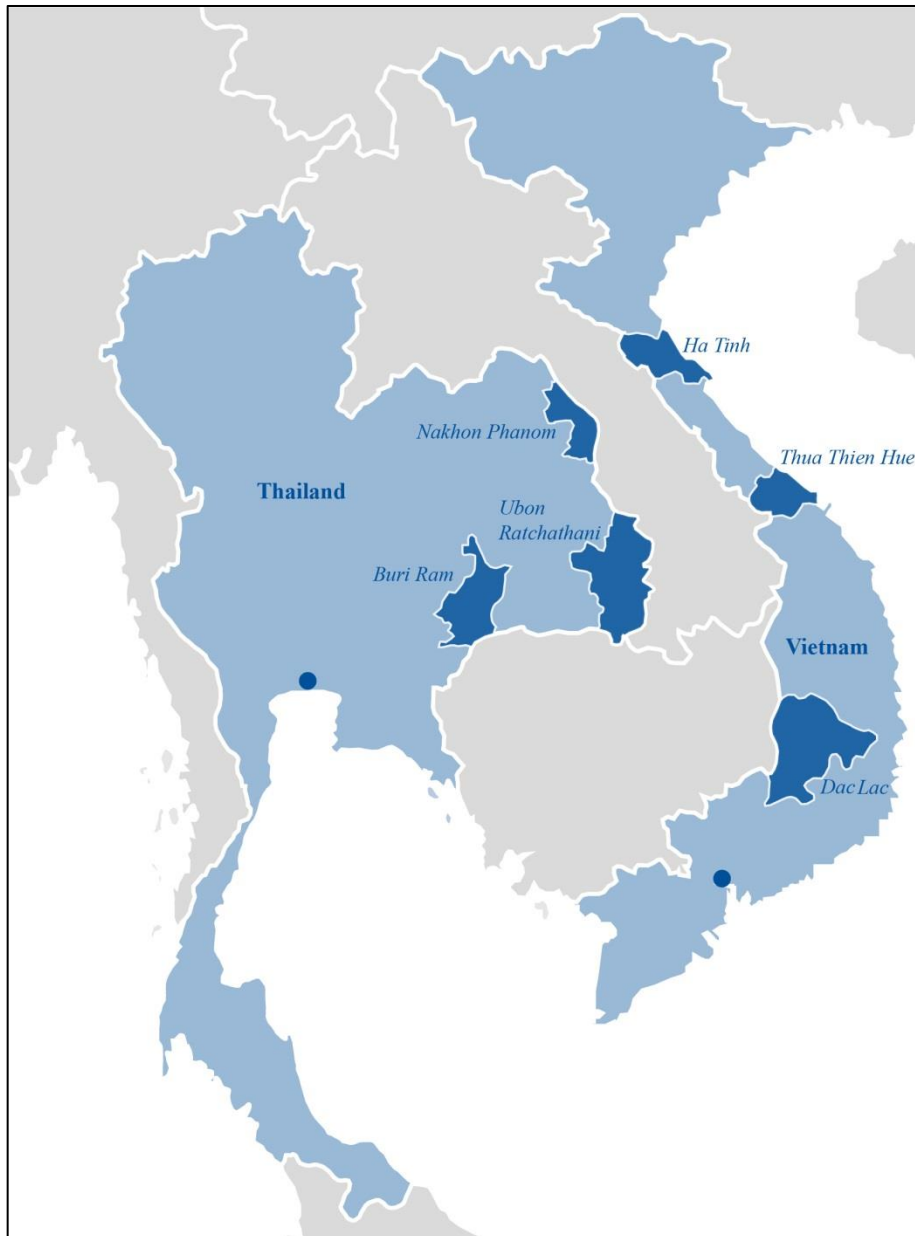 Ha Tinh
Nakhon Phanom
Thua Thien Hue
Thailand
Ubon
Ratchathani
Buri Ram
Vietnam
Dac Lac